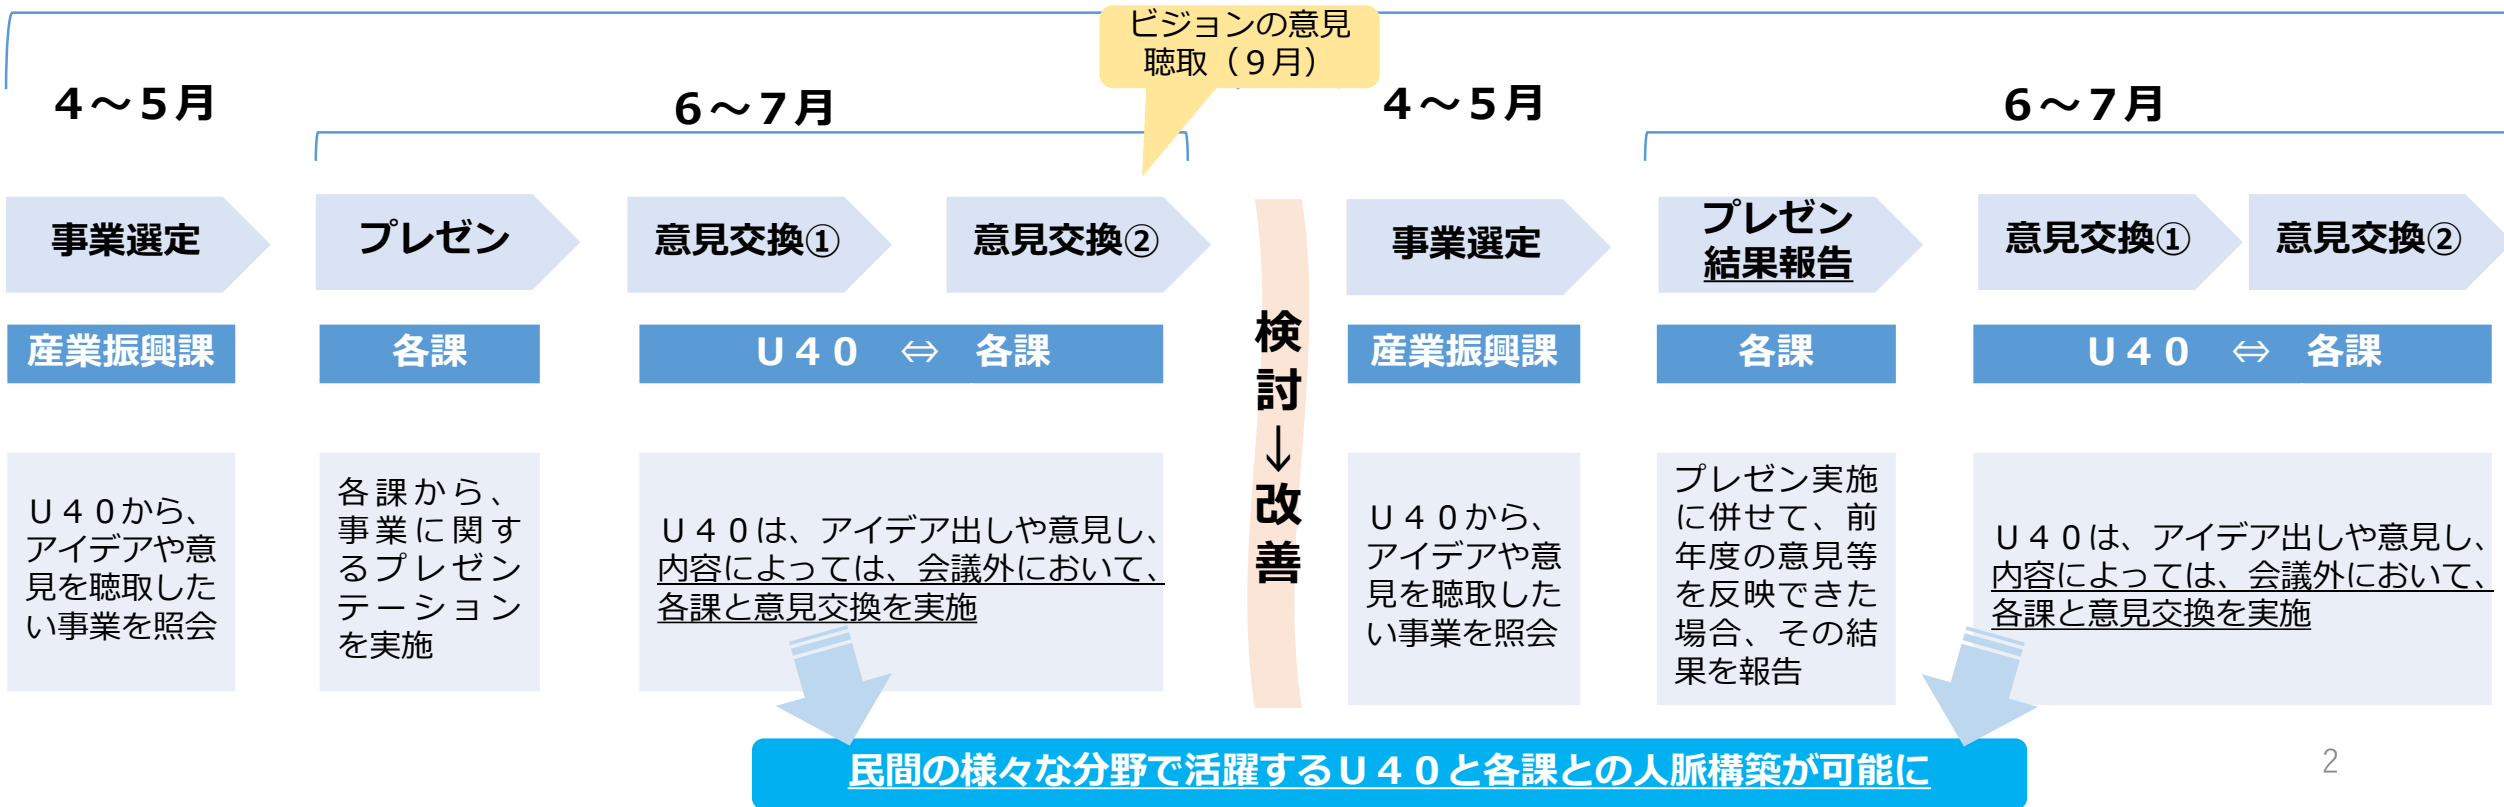 ビジョンの意見
聴取（９月）
４～５月
６～７月
４～５月
６～７月
事業選定
プレゼン
意見交換①
意見交換②
事業選定
プレゼン
結果報告
意見交換①
意見交換②
産業振興課
各課
Ｕ４０　⇔　各課
産業振興課
各課
Ｕ４０　⇔　各課
検討→改善
Ｕ４０から、
アイデアや意
見を聴取した
い事業を照会
各課から、
事業に関す
るプレゼン
テーション
を実施
Ｕ４０は、アイデア出しや意見し、
内容によっては、会議外において、
各課と意見交換を実施
Ｕ４０から、
アイデアや意
見を聴取した
い事業を照会
プレゼン実施
に併せて、前
年度の意見等
を反映できた
場合、その結
果を報告
Ｕ４０は、アイデア出しや意見し、
内容によっては、会議外において、
各課と意見交換を実施
民間の様々な分野で活躍するＵ４０と各課との人脈構築が可能に
2